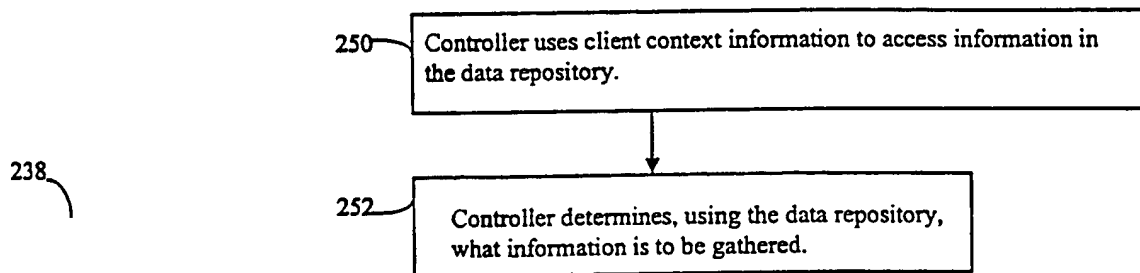 250
Controller uses client context information to access information in
the data repository.
238
252
Controller determines, using the data repository,
what information is to be gathered.